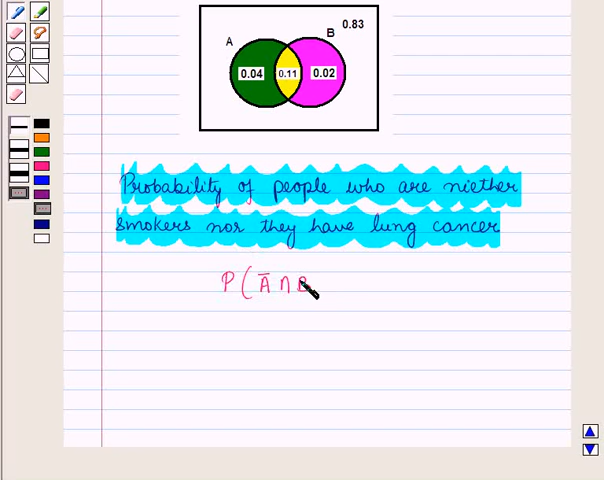 0.83
A
B
0.04
0.11
0.02
Probability of people who are niether
smokers nor they have lung cancer
P(Ā∩B